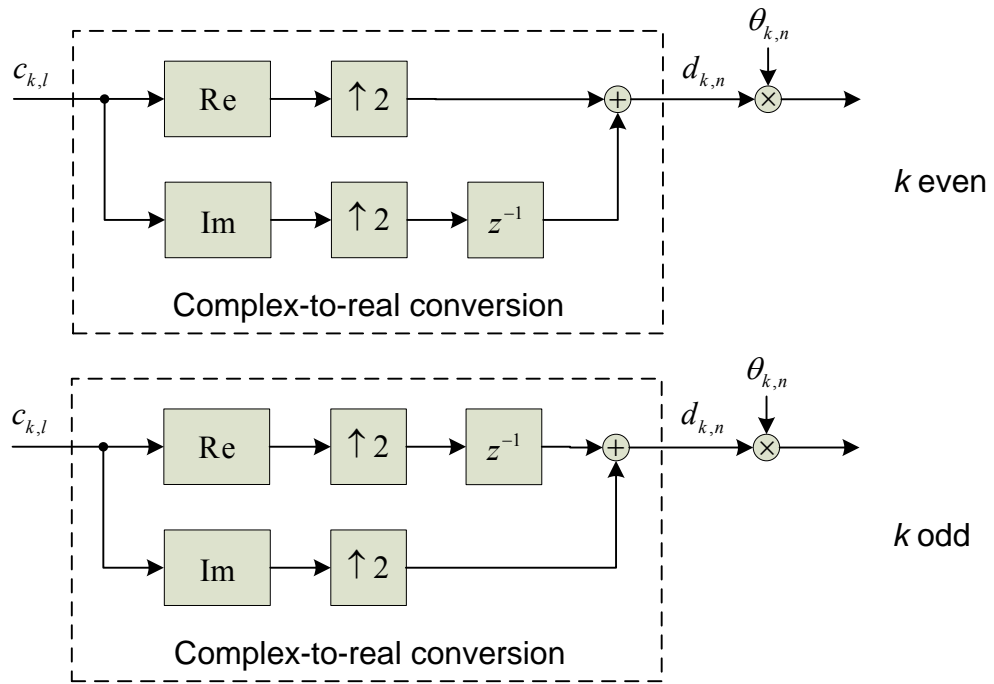 θ_{k,n}
c_{k,l} Re ↑ 2 + d_{k,n} ×
k even
Im ↑ 2 z^{-1}
Complex-to-real conversion
θ_{k,n}
c_{k,l} Re ↑ 2 z^{-1} + d_{k,n} ×
k odd
Im ↑ 2
Complex-to-real conversion